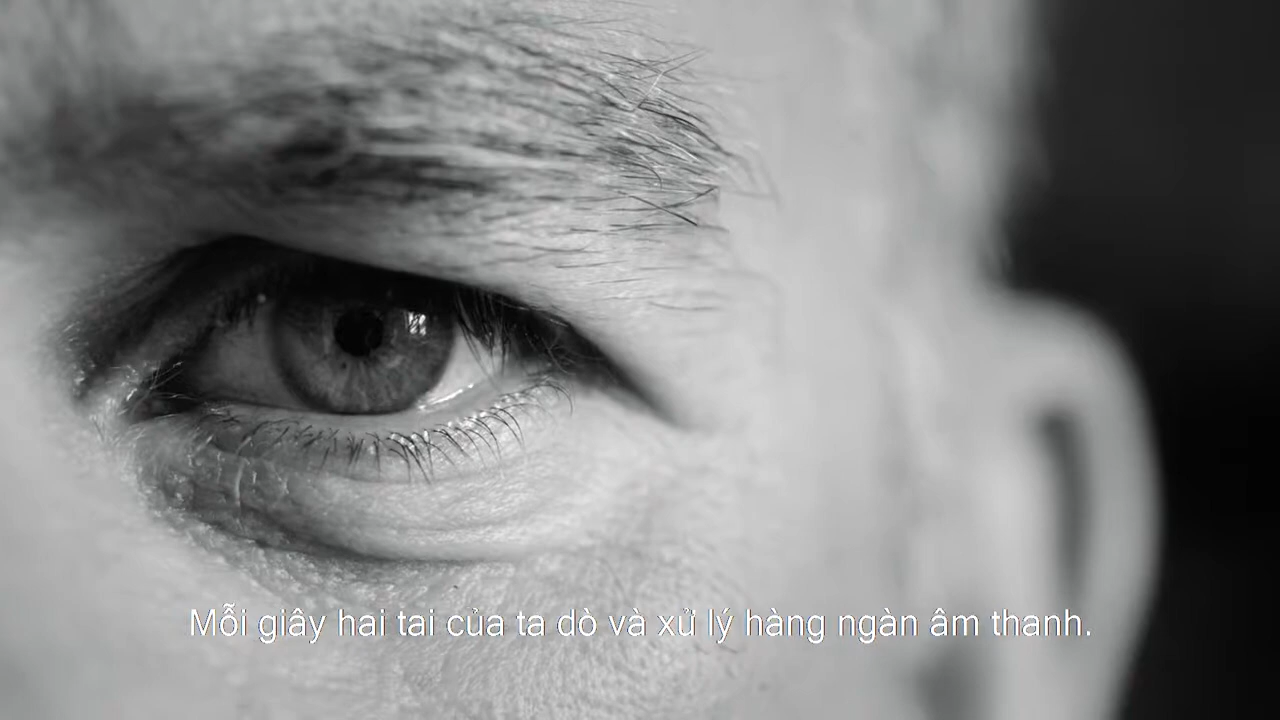 Mỗi giây hai tai của ta dò và xử lý hàng ngàn âm thanh.